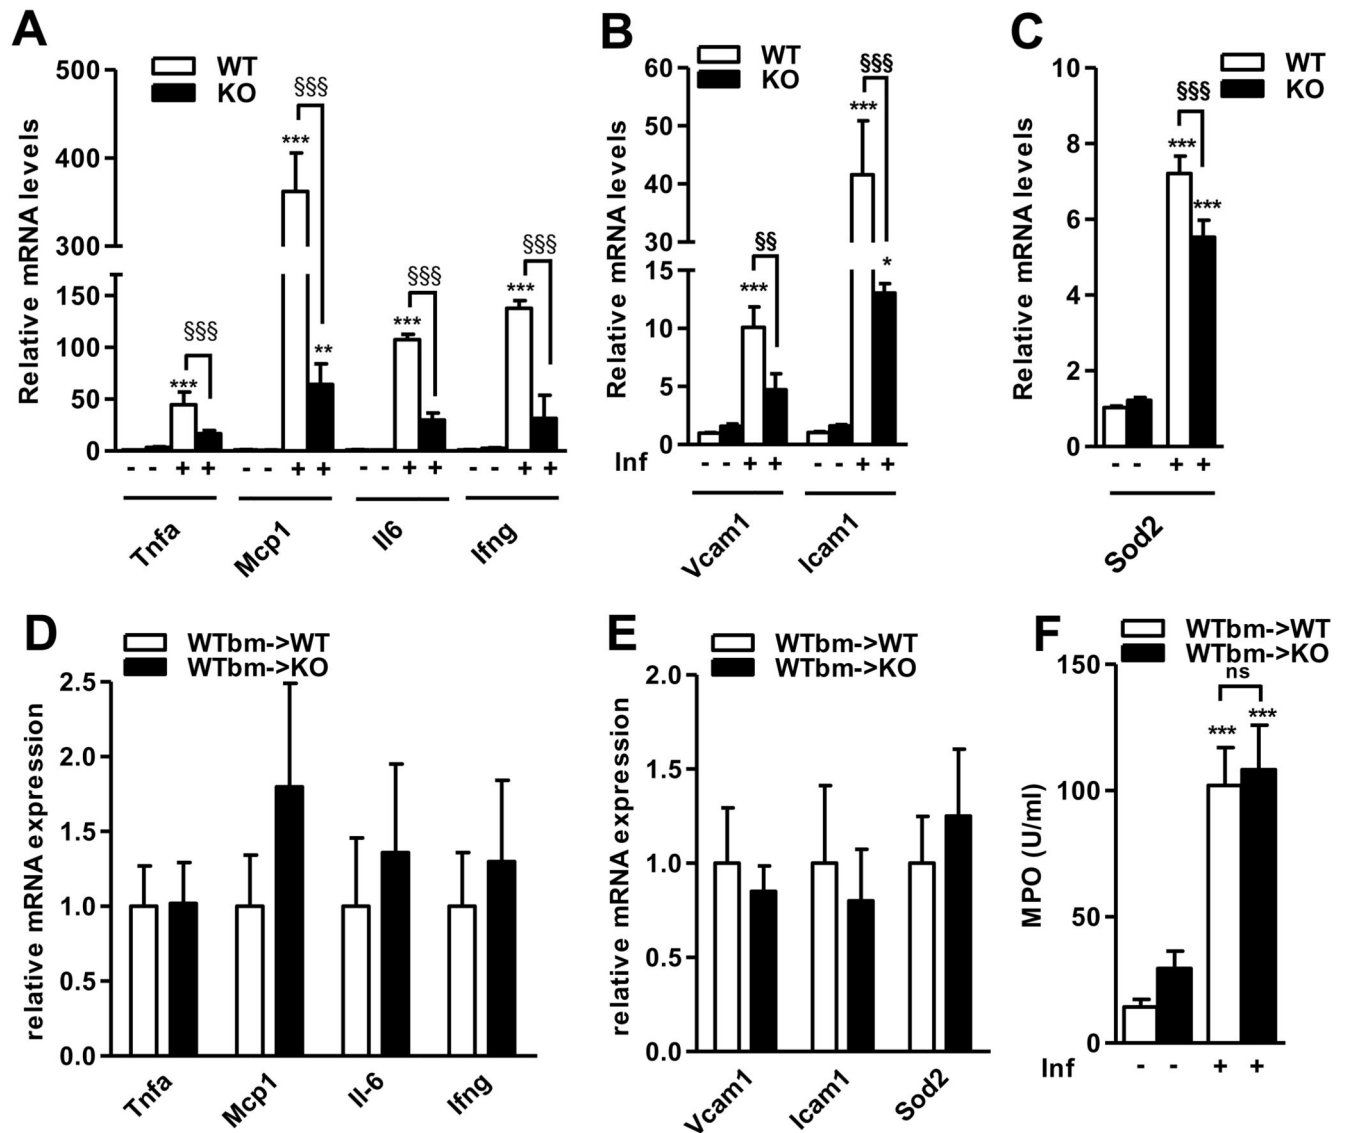 A
WT
KO
Relative mRNA levels
500
400
300
150
100
50
0
§§§
***
§§§
***
**
§§§
***
§§§
***
- - + +
- - + +
- - + +
- - + +
Tnfa
Mcp1
Il6
Ifng
B
WT
KO
Relative mRNA levels
60
50
40
30
15
10
5
0
§§
***
§§§
***
*
Inf
- - + +
- - + +
Vcam1
Icam1
C
WT
KO
Relative mRNA levels
10
8
6
4
2
0
§§§
***
***
- - + +
Sod2
D
WTbm->WT
WTbm->KO
relative mRNA expression
2.5
2.0
1.5
1.0
0.5
0.0
Tnfa
Mcp1
Il-6
Ifng
E
WTbm->WT
WTbm->KO
relative mRNA expression
2.0
1.5
1.0
0.5
0.0
Vcam1
Icam1
Sod2
F
WTbm->WT
WTbm->KO
MPO (U/ml)
150
100
50
0
ns
***
***
Inf
- - + +